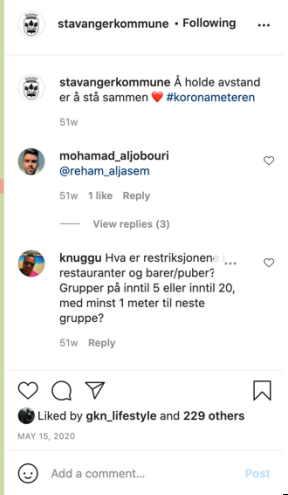 stavangerkommune • Following
stavangerkommune Å holde avstand
er å stå sammen ❤️ #koronameteren
51w
mohamad_aljobouri
@reham_aljasem
51w 1 like Reply
View replies (3)
knuggu Hva er restriksjonene i
restauranter og barer/puber?
Grupper på inntil 5 eller inntil 20,
med minst 1 meter til neste
gruppe?
51w Reply
Liked by gkn_lifestyle and 229 others
MAY 15, 2020
Add a comment... Post